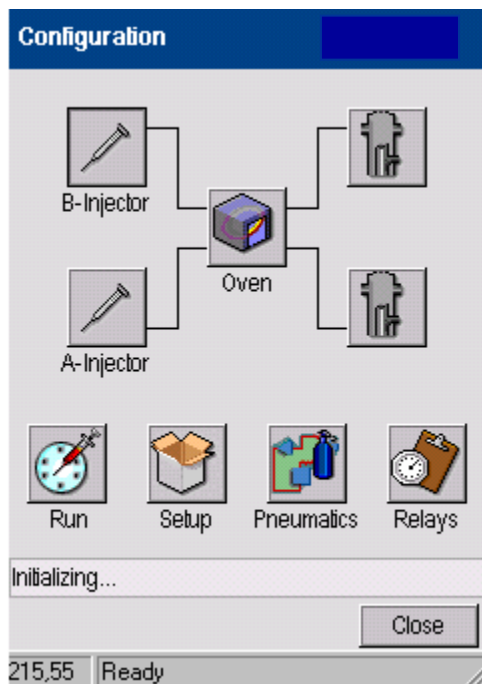 Configuration
B-Injector
Oven
A-Injector
Run Setup Pneumatics Relays
Initializing...
Close
215,55 Ready